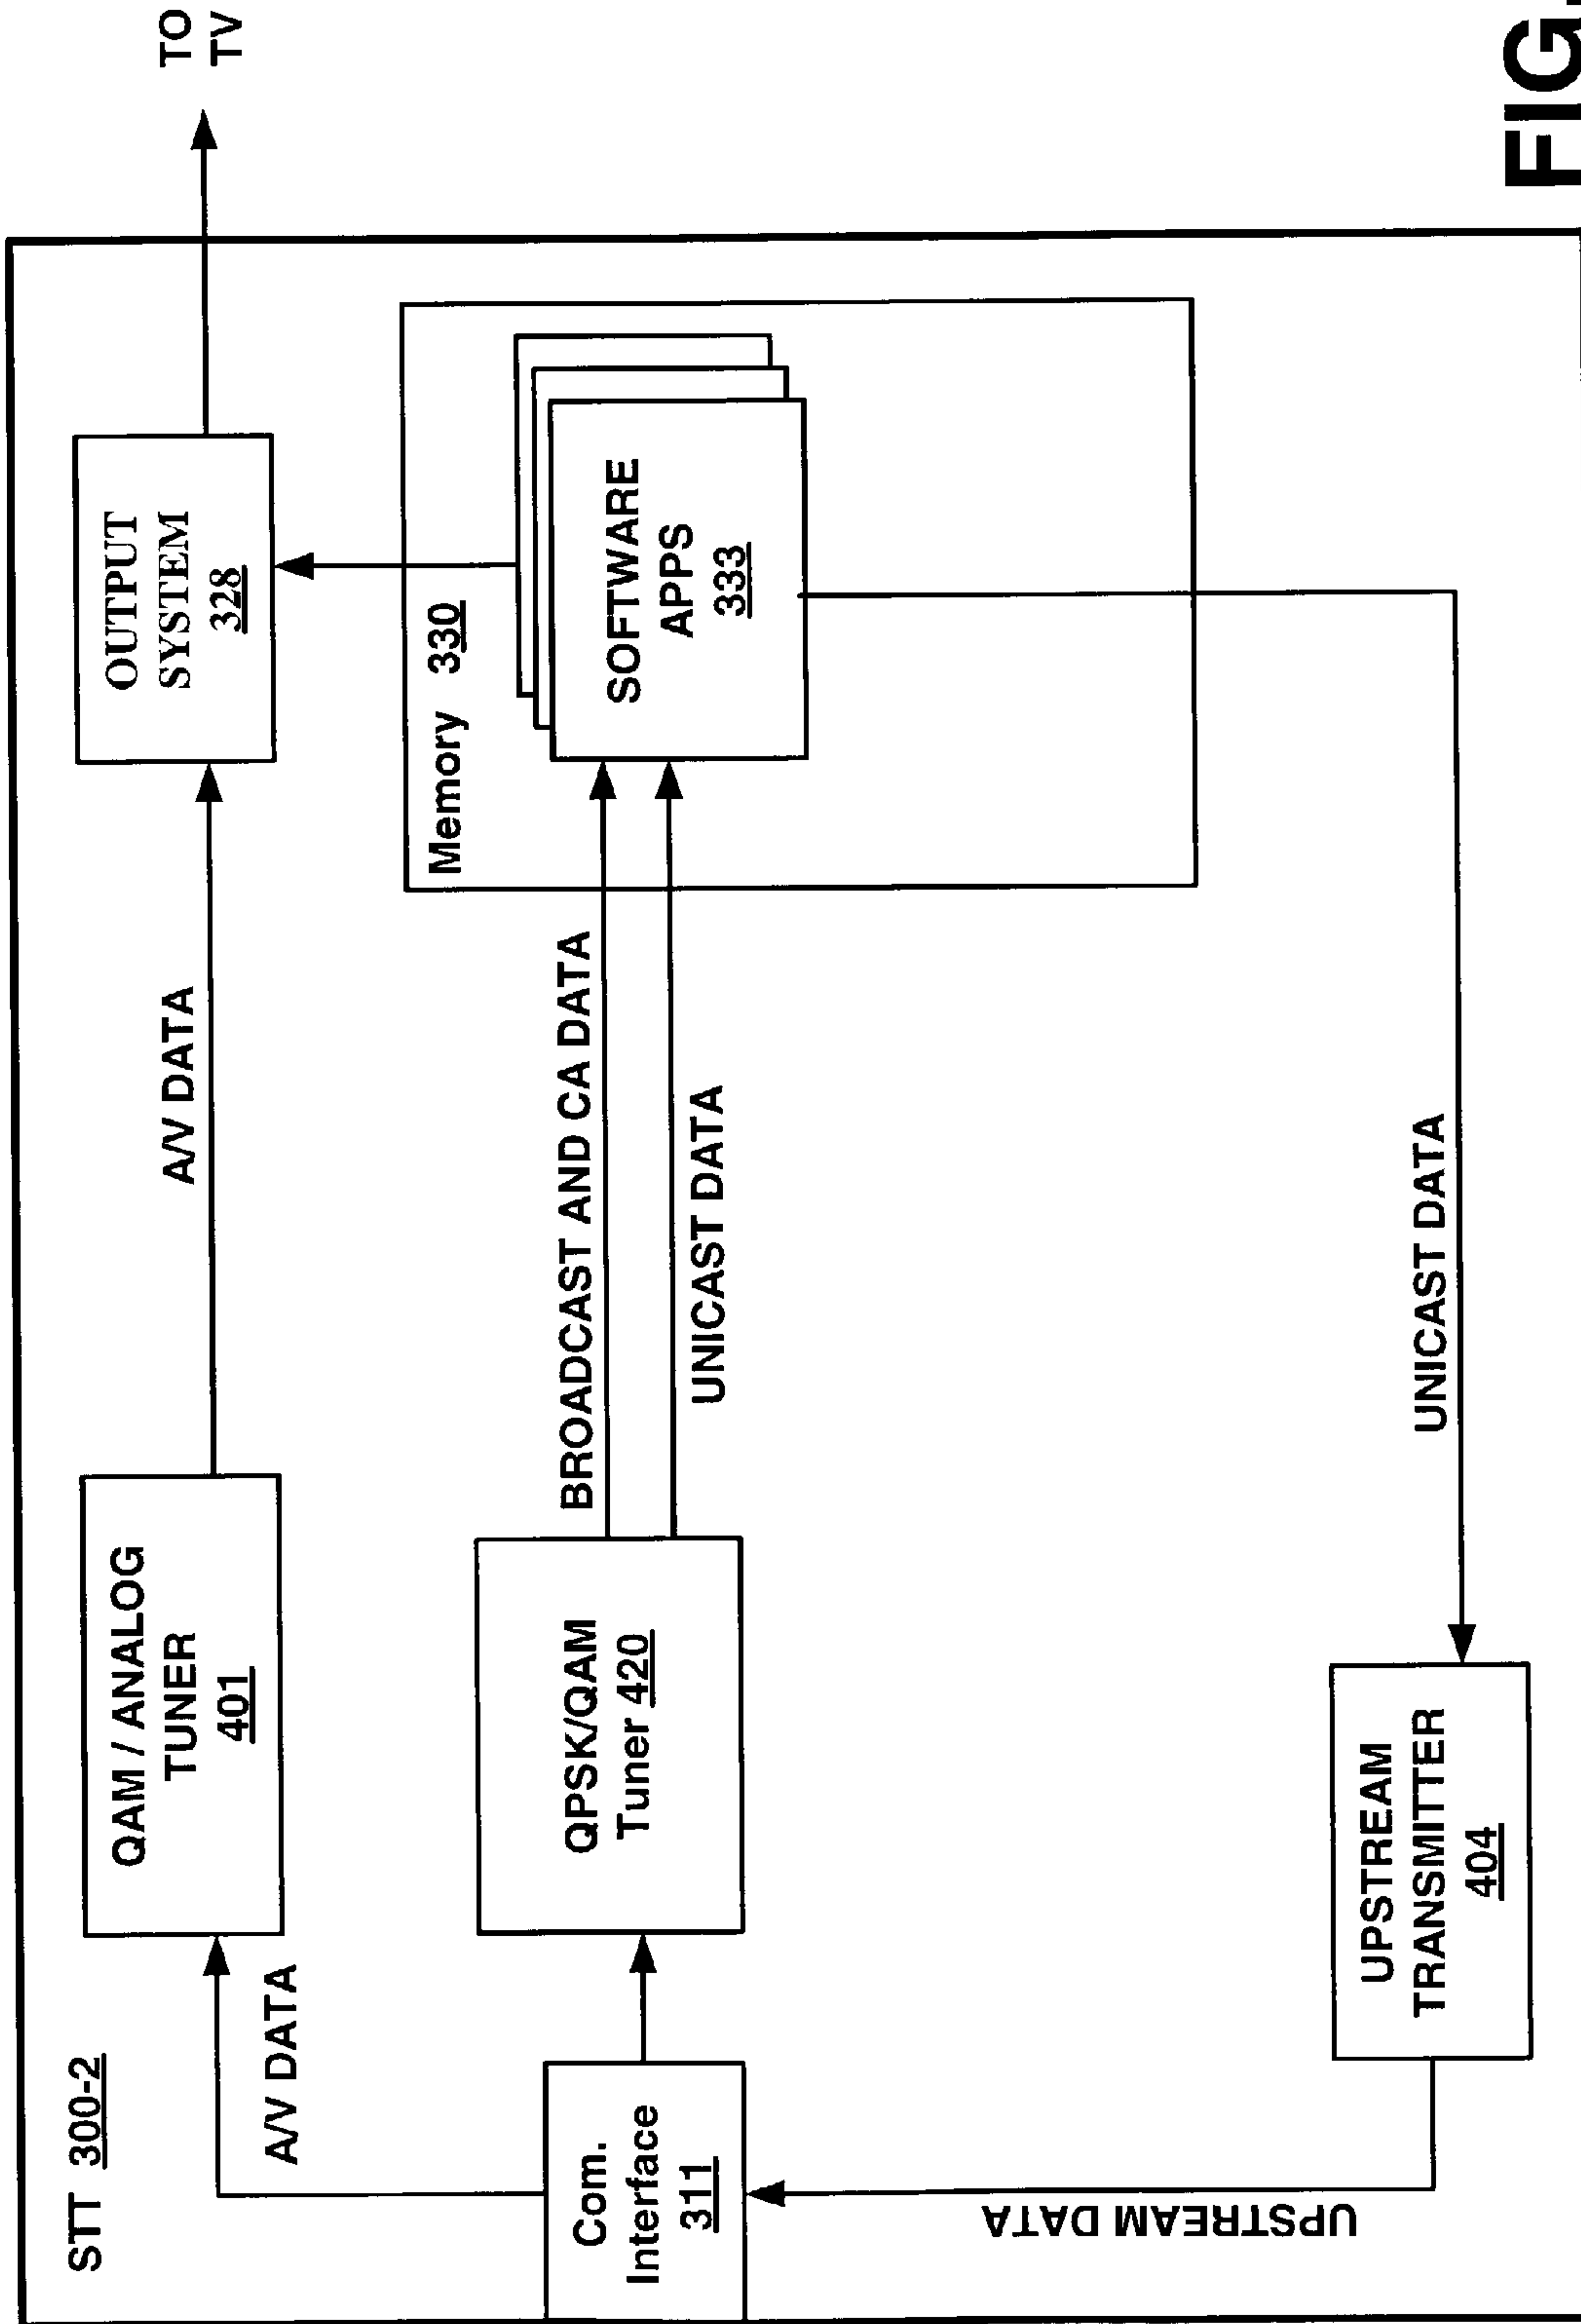 STT 300-2
A/V DATA
QAM / ANALOG
TUNER
401
A/V DATA
OUTPUT
SYSTEM
328
TO
TV
Com.
Interface
311
QPSK/QAM
Tuner 420
BROADCAST AND CA DATA
UNICAST DATA
Memory 330
SOFTWARE
APPS
333
UPSTREAM DATA
UPSTREAM
TRANSMITTER
404
UNICAST DATA
FIG.